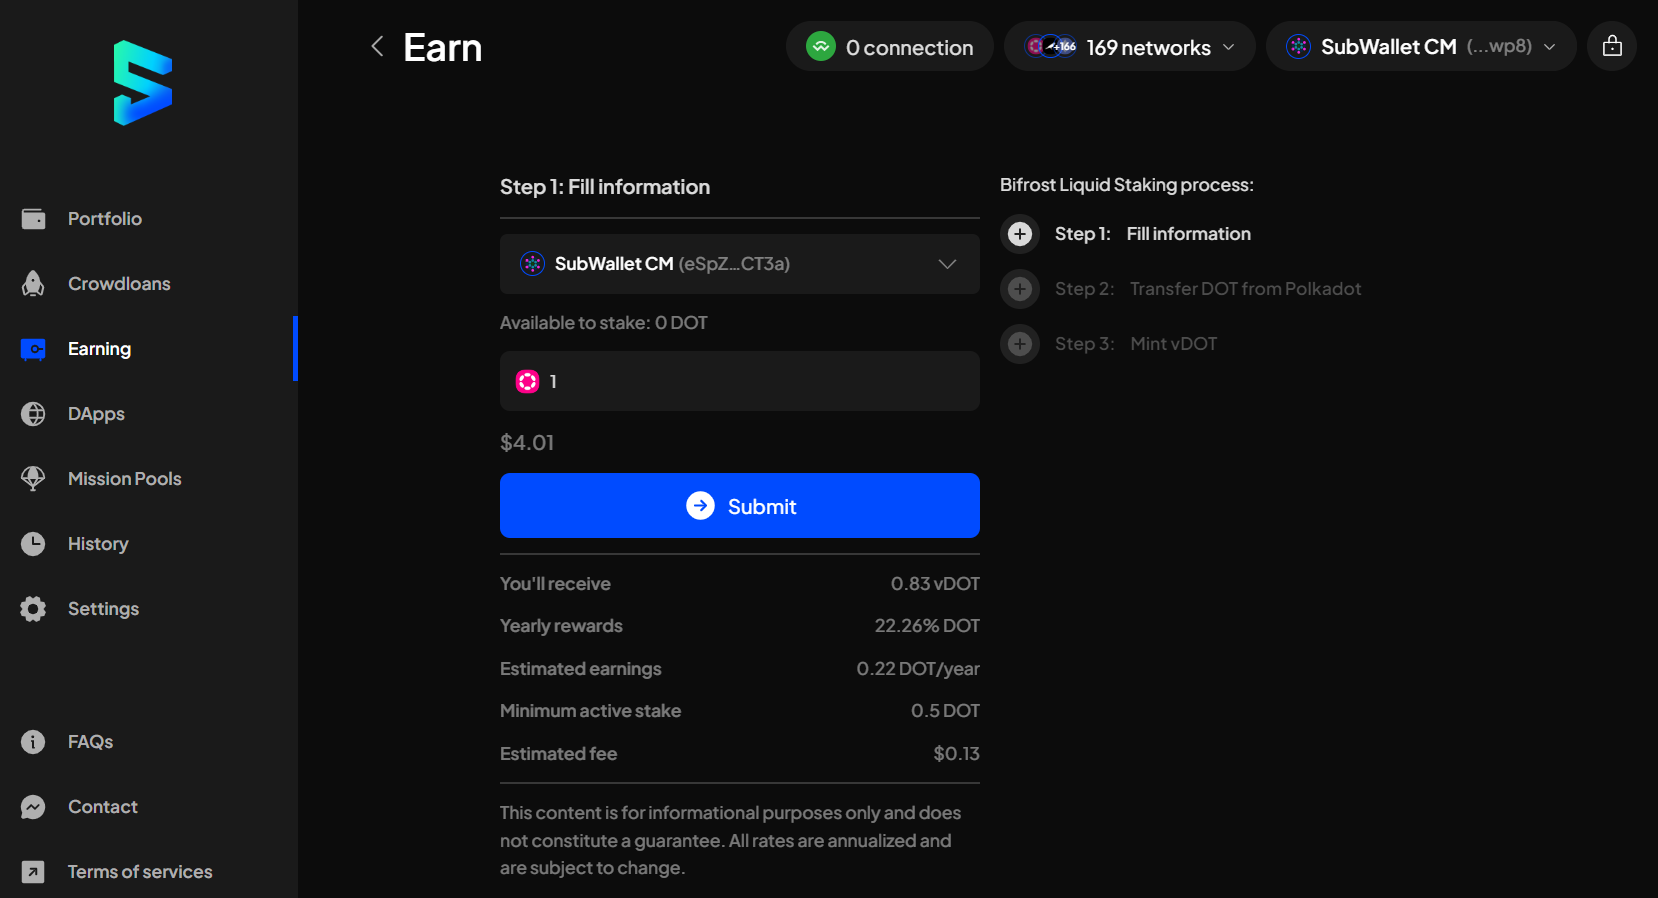 Earn
0 connection
+166
169 networks
SubWallet CM (...wp8)
Portfolio
Crowdloans
Earning
DApps
Mission Pools
History
Settings
FAQs
Contact
Terms of services
Step 1: Fill information
SubWallet CM (eSpZ...CT3a)
Available to stake: 0 DOT
1
$4.01
Submit
You'll receive 0.83 vDOT
Yearly rewards 22.26% DOT
Estimated earnings 0.22 DOT/year
Minimum active stake 0.5 DOT
Estimated fee $0.13
This content is for informational purposes only and does
not constitute a guarantee. All rates are annualized and
are subject to change.
Bifrost Liquid Staking process:
Step 1: Fill information
Step 2: Transfer DOT from Polkadot
Step 3: Mint vDOT